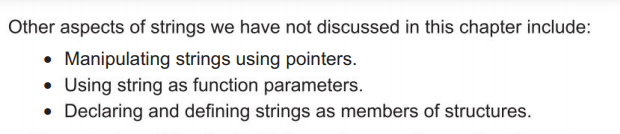 Other aspects of strings we have not discussed in this chapter include:
• Manipulating strings using pointers.
• Using string as function parameters.
• Declaring and defining strings as members of structures.